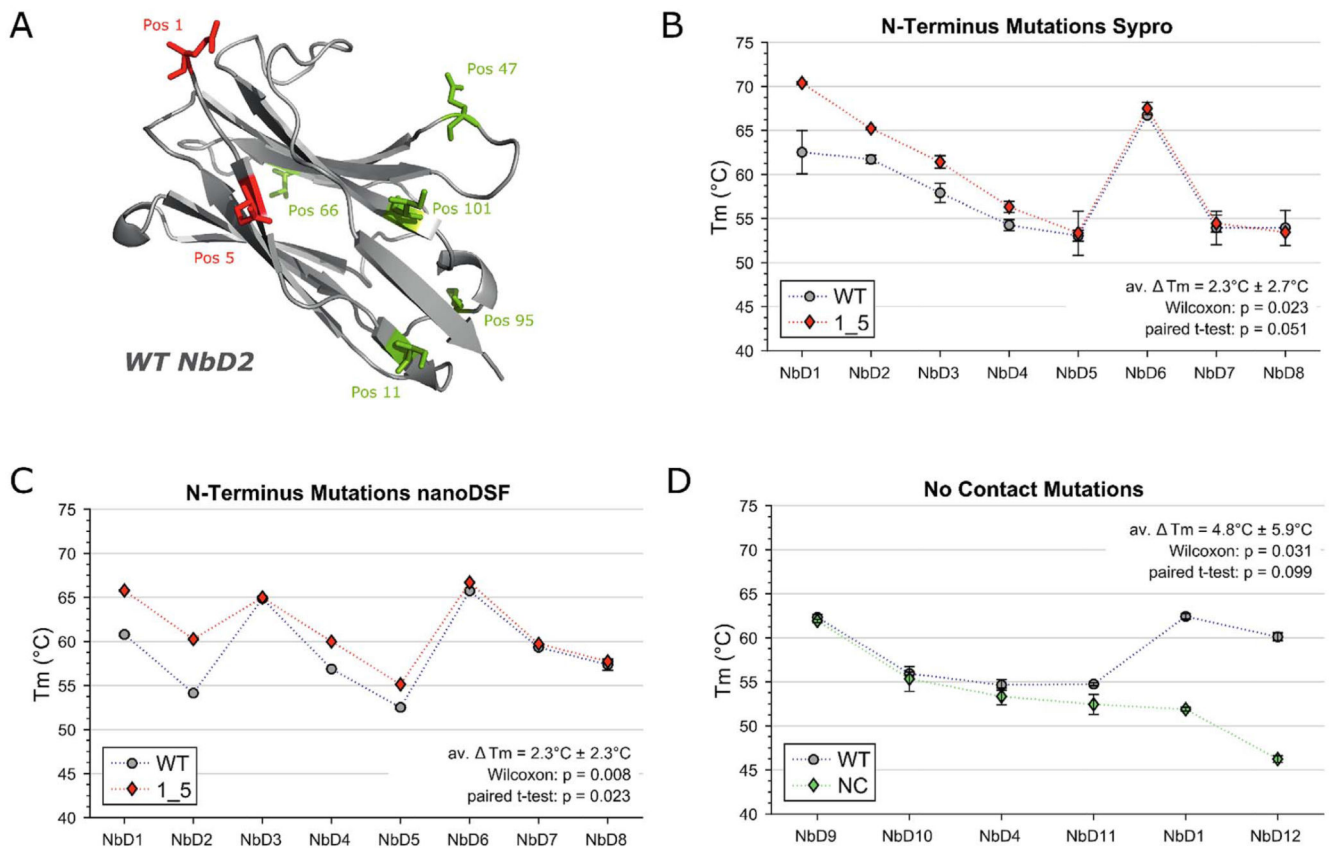 A
Pos 1
Pos 47
Pos 66
Pos 101
Pos 5
Pos 95
WT NbD2
Pos 11
B
N-Terminus Mutations Sypro
Tm (°C)
75
70
65
60
55
50
45
40
WT
1_5
av. Δ Tm = 2.3°C ± 2.7°C
Wilcoxon: p = 0.023
paired t-test: p = 0.051
NbD1 NbD2 NbD3 NbD4 NbD5 NbD6 NbD7 NbD8
C
N-Terminus Mutations nanoDSF
Tm (°C)
75
70
65
60
55
50
45
40
WT
1_5
av. Δ Tm = 2.3°C ± 2.3°C
Wilcoxon: p = 0.008
paired t-test: p = 0.023
NbD1 NbD2 NbD3 NbD4 NbD5 NbD6 NbD7 NbD8
D
No Contact Mutations
Tm (°C)
75
70
65
60
55
50
45
40
av. Δ Tm = 4.8°C ± 5.9°C
Wilcoxon: p = 0.031
paired t-test: p = 0.099
WT
NC
NbD9 NbD10 NbD4 NbD11 NbD1 NbD12